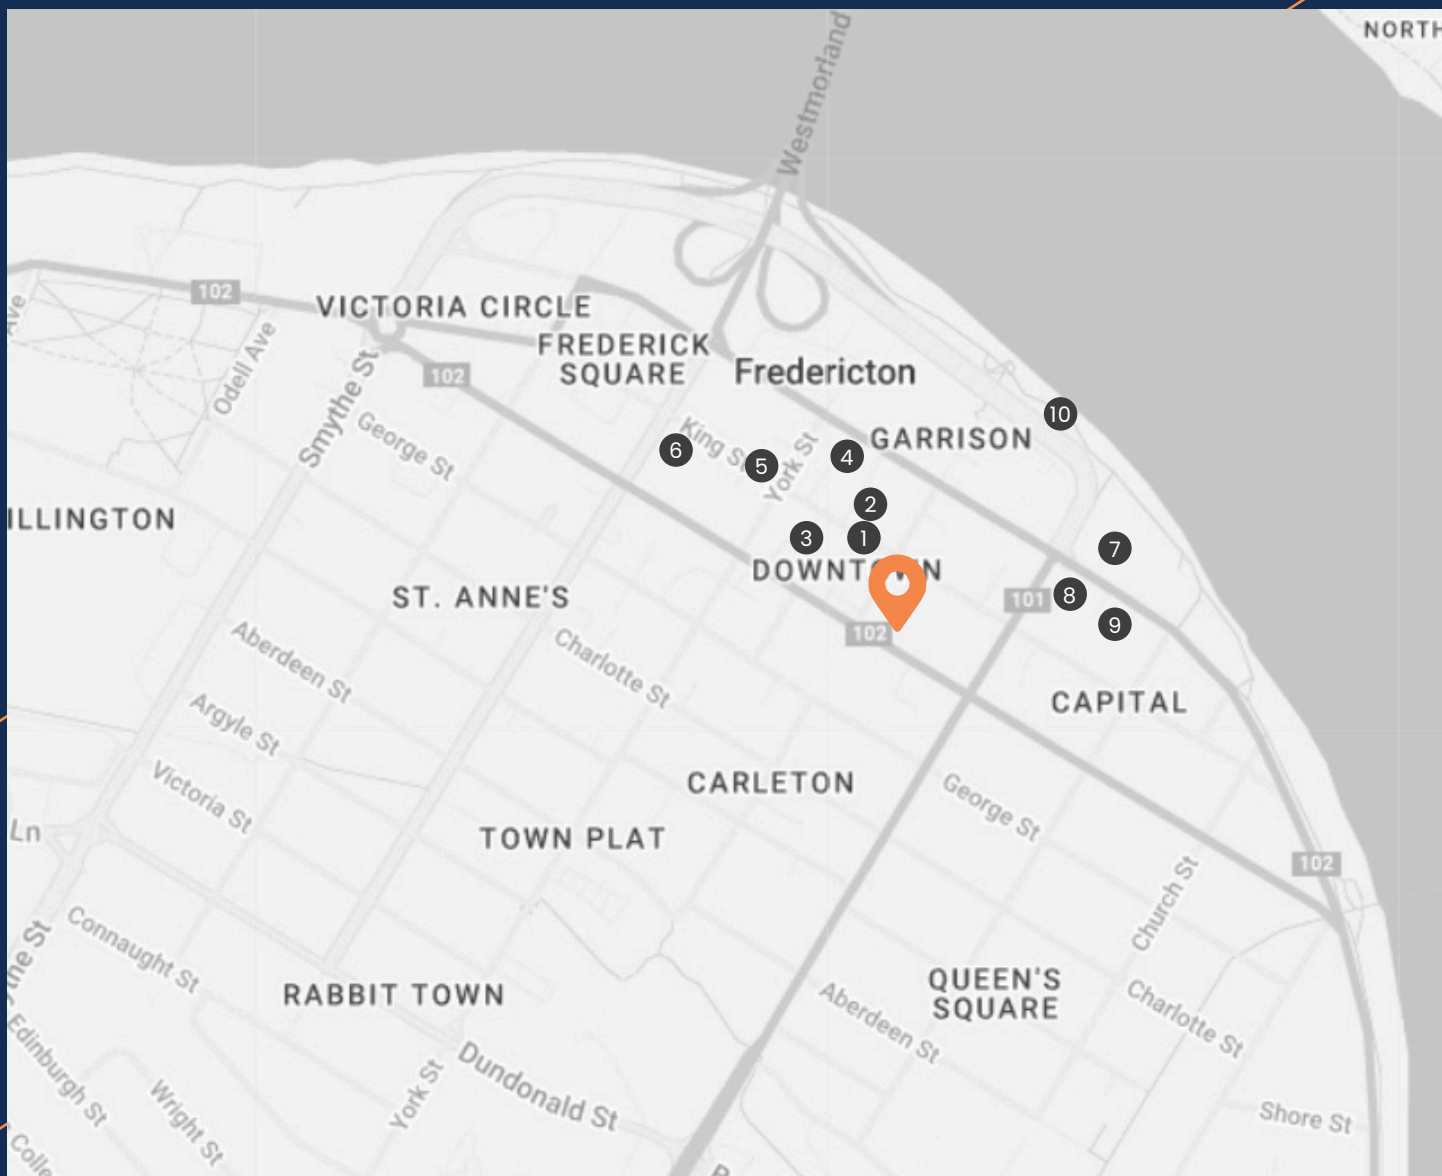 NORTH
Westmorland
102
VICTORIA CIRCLE
Ave
Odell Ave
FREDERICK
SQUARE
Fredericton
102
Smythe St
George St
10
GARRISON
King St
York St
6
5
4
2
3
1
7
ILLINGTON
DOWNTOWN
8
101
9
ST. ANNE'S
102
Aberdeen St
Charlotte St
CAPITAL
Argyle St
CARLETON
George St
Victoria St
TOWN PLAT
Ln
102
Church St
Connaught St
QUEEN'S
SQUARE
RABBIT TOWN
Aberdeen St
Charlotte St
Edinburgh St
Wright St
York St
Dundonald St
Shore St